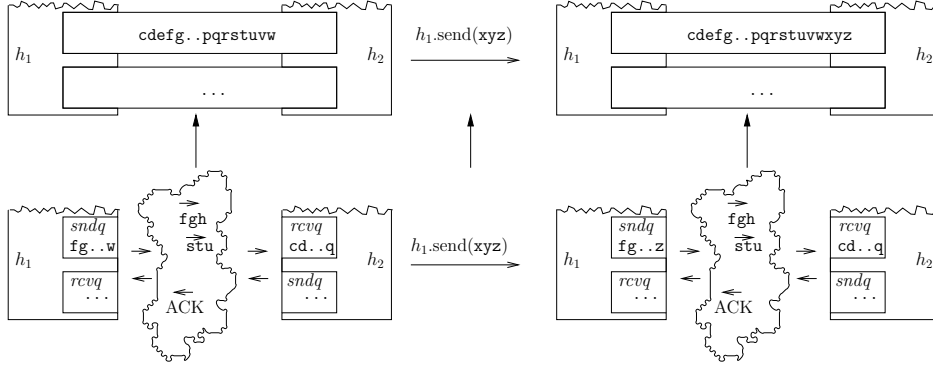 cdefg..pqrstuvw
h₁
h₂
...
h₁.send(xyz)
cdefg..pqrstuvwxyz
h₁
h₂
...
sndq
fg..w
h₁
rcvq
...
fgh
stu
ACK
rcvq
cd..q
h₂
sndq
...
h₁.send(xyz)
sndq
fg..z
h₁
rcvq
...
fgh
stu
ACK
rcvq
cd..q
h₂
sndq
...